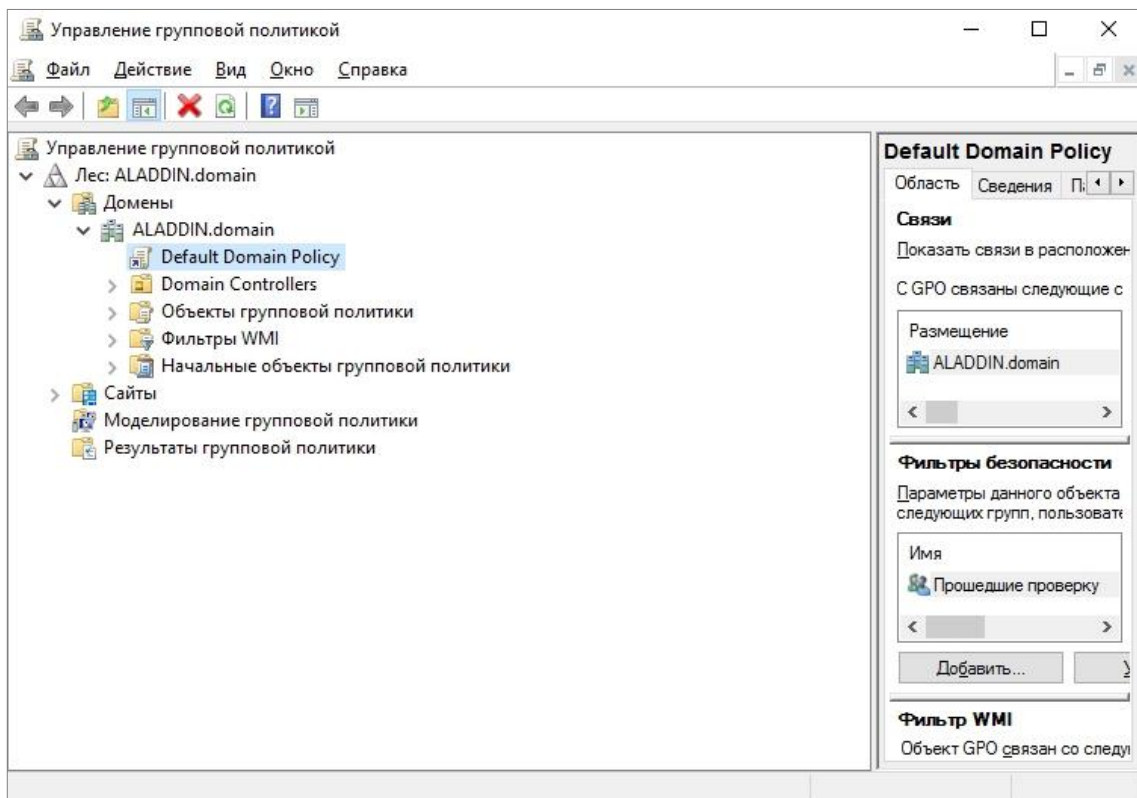 Управление групповой политикой
Файл Действие Вид Окно Справка
Управление групповой политикой
Лес: ALADDIN.domain
Домены
ALADDIN.domain
Default Domain Policy
Domain Controllers
Объекты групповой политики
Фильтры WMI
Начальные объекты групповой политики
Сайты
Моделирование групповой политики
Результаты групповой политики
Default Domain Policy
Область Сведения
Связи
Показать связи в расположен
С GPO связаны следующие с
Размещение
ALADDIN.domain
Фильтры безопасности
Параметры данного объекта
следующих групп, пользовате
Имя
Прошедшие проверку
Добавить...
Фильтр WMI
Объект GPO связан со следу